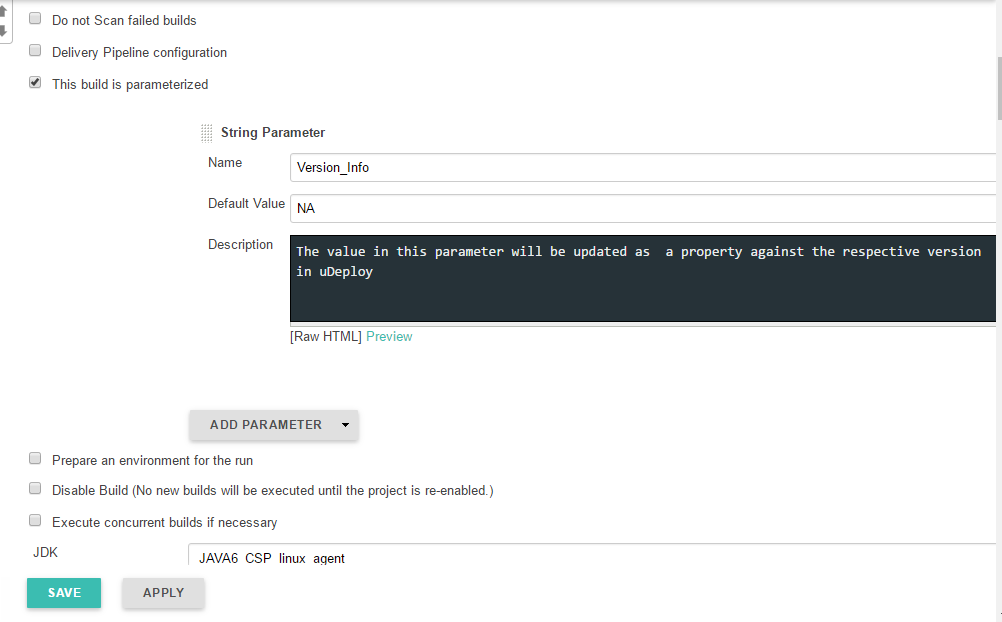 Do not Scan failed builds
Delivery Pipeline configuration
This build is parameterized
String Parameter
Name
Version_Info
Default Value
NA
Description
The value in this parameter will be updated as  a property against the respective version
in uDeploy
[Raw HTML] Preview
ADD PARAMETER
Prepare an environment for the run
Disable Build (No new builds will be executed until the project is re-enabled.)
Execute concurrent builds if necessary
JDK
JAVA6_CSP_linux_agent
SAVE
APPLY